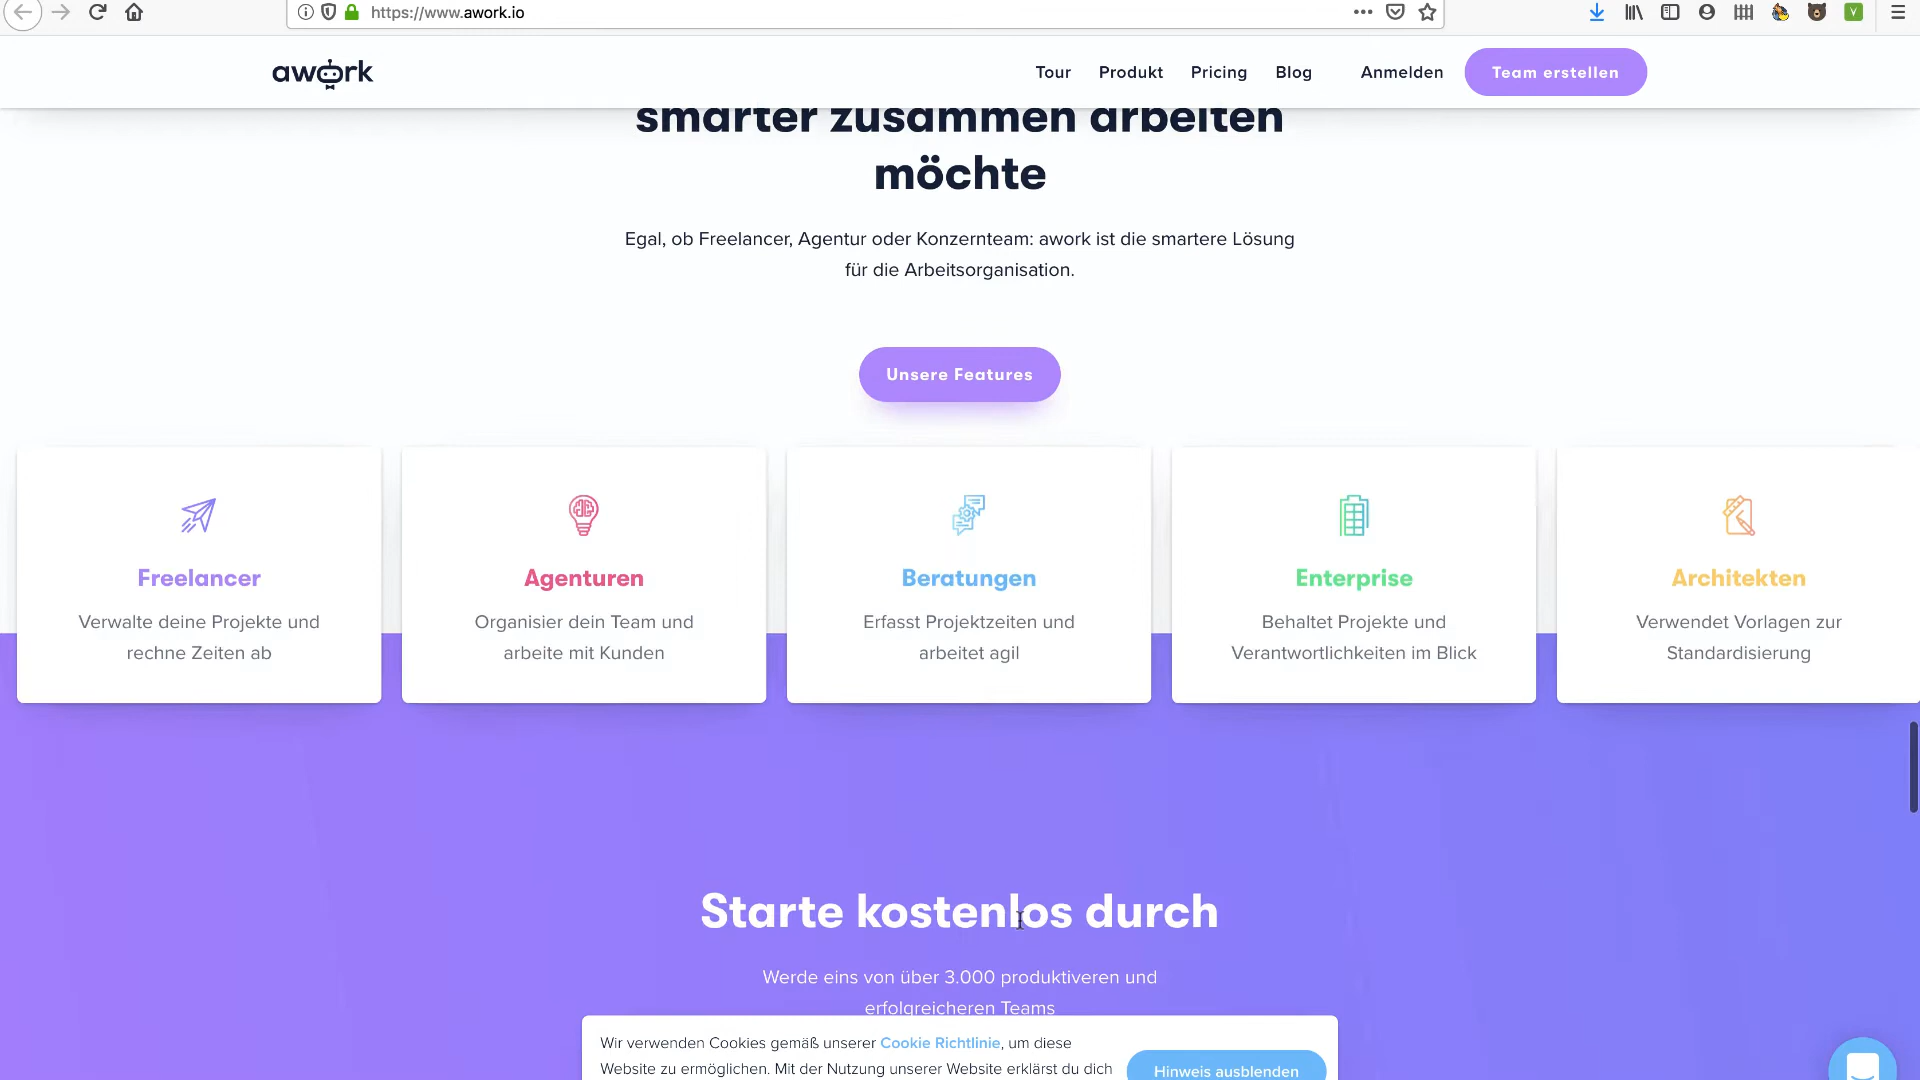 https://www.awork.io
awork
Tour
Produkt
Pricing
Blog
Anmelden
Team erstellen
smarter zusammen arbeiten
möchte
Egal, ob Freelancer, Agentur oder Konzernteam: awork ist die smartere Lösung
für die Arbeitsorganisation.
Unsere Features
Freelancer
Verwalte deine Projekte und
rechne Zeiten ab
Agenturen
Organisier dein Team und
arbeite mit Kunden
Beratungen
Erfasst Projektzeiten und
arbeitet agil
Enterprise
Behaltet Projekte und
Verantwortlichkeiten im Blick
Architekten
Verwendet Vorlagen zur
Standardisierung
Starte kostenlos durch
Werde eins von über 3.000 produktiveren und
erfolgreicheren Teams
Wir verwenden Cookies gemäß unserer Cookie Richtlinie, um diese
Website zu ermöglichen. Mit der Nutzung unserer Website erklärst du dich
Hinweis ausblenden